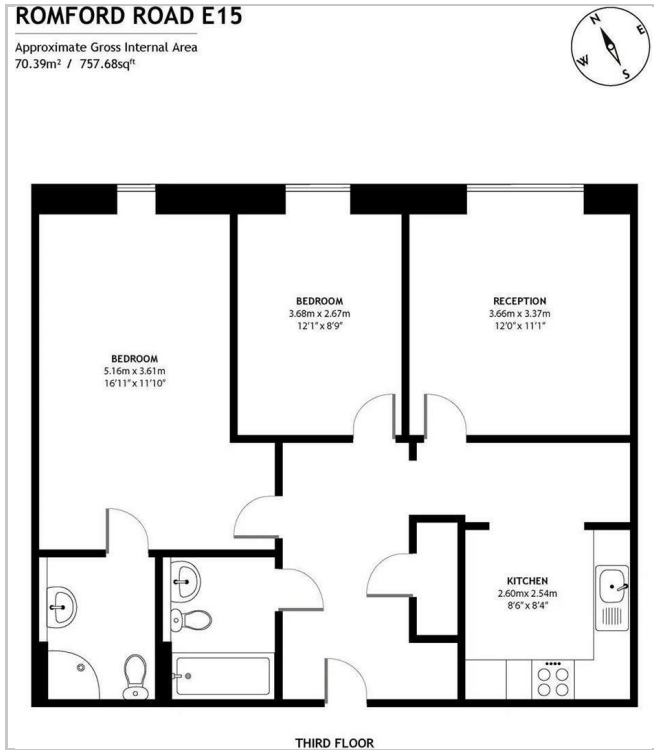 ROMFORD ROAD E15
Approximate Gross Internal Area
70.39m² / 757.68sqft
N
E
W
S
BEDROOM
3.68m x 2.67m
12'1" x 8'9"
RECEPTION
3.66m x 3.37m
12'0" x 11'1"
BEDROOM
5.16m x 3.61m
16'11" x 11'10"
KITCHEN
2.60mx 2.54m
8'6" x 8'4"
THIRD FLOOR